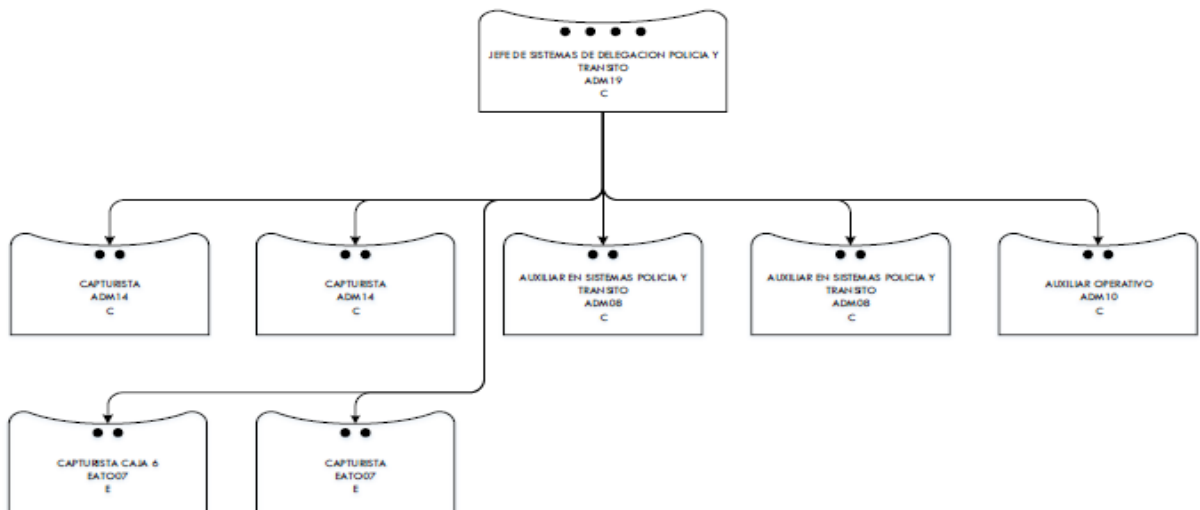 JEFE DE SISTEMAS DE DELEGACION POLICIA Y
TRANSITO
ADM19
C
CAPTURISTA
ADM14
C
CAPTURISTA
ADM14
C
AUXILIAR EN SISTEMAS POLICIA Y
TRANSITO
ADM08
C
AUXILIAR EN SISTEMAS POLICIA Y
TRANSITO
ADM08
C
AUXILIAR OPERATIVO
ADM10
C
CAPTURISTA CAJA 6
EATO07
E
CAPTURISTA
EATO07
E